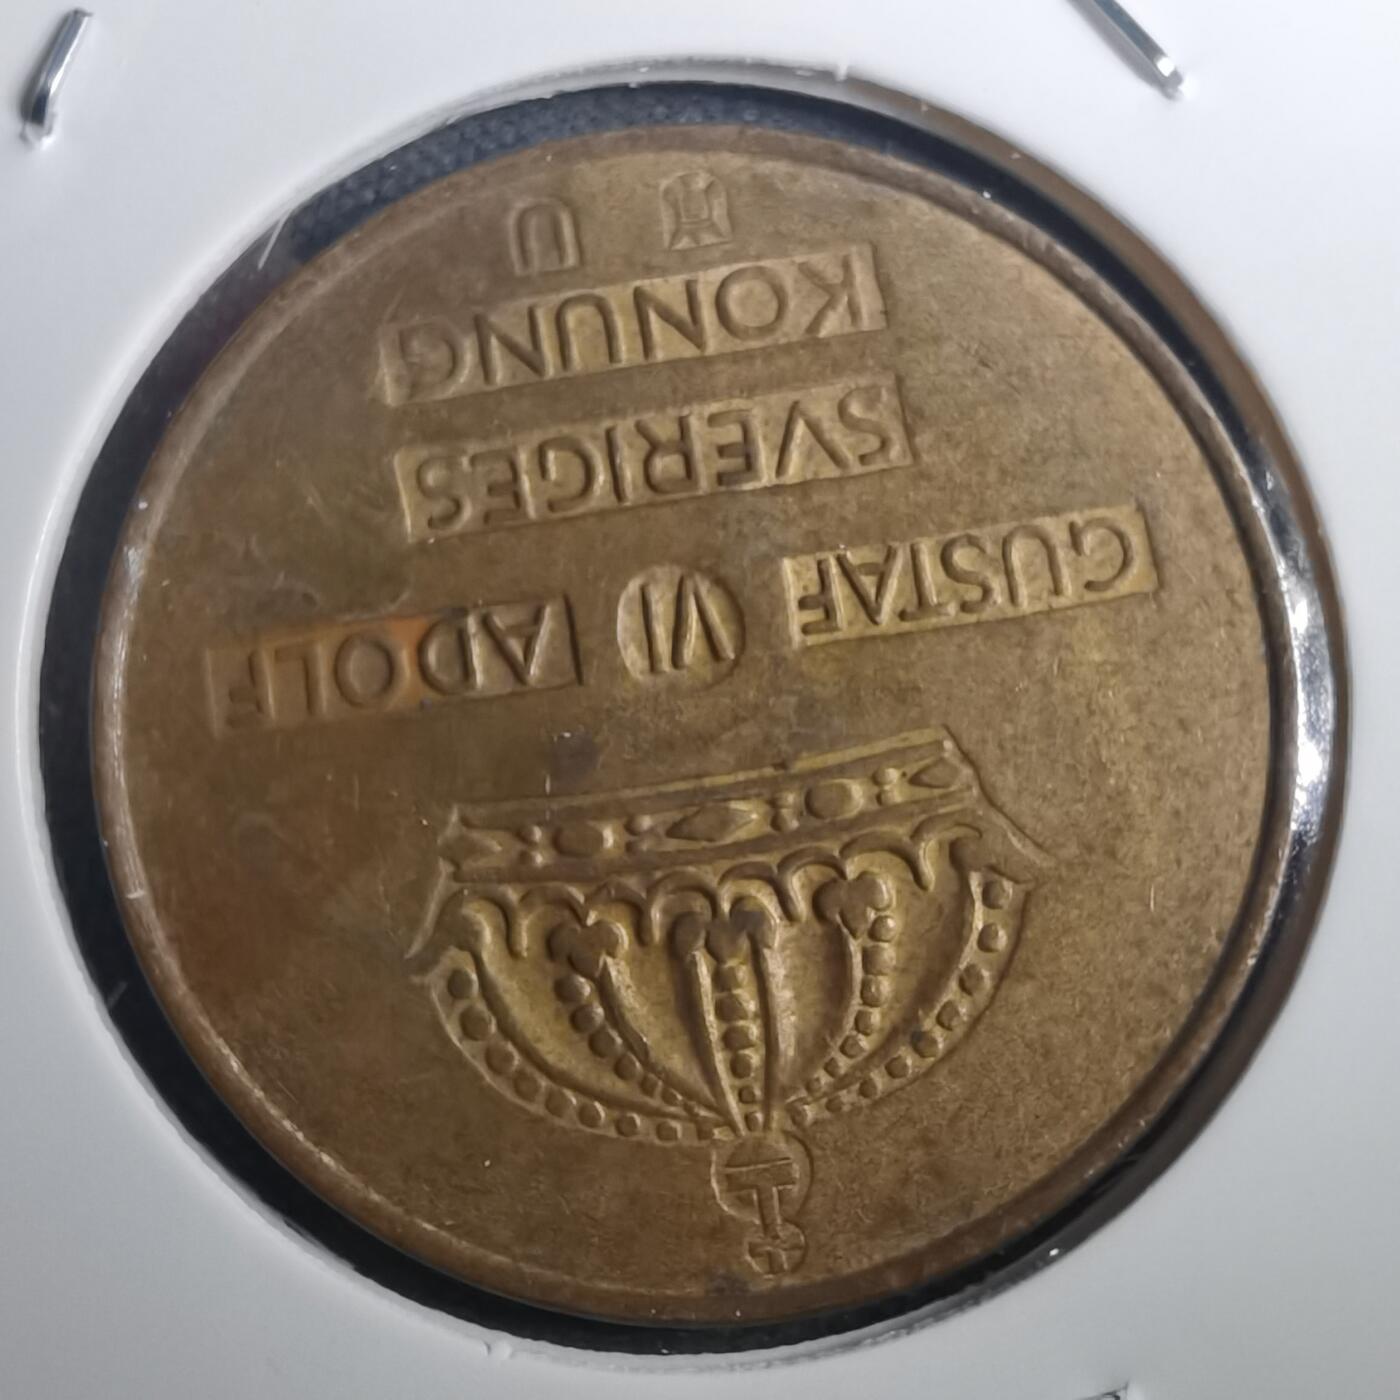 GUSTAF VI ADOLF
SVERIGES
KONUNG
U